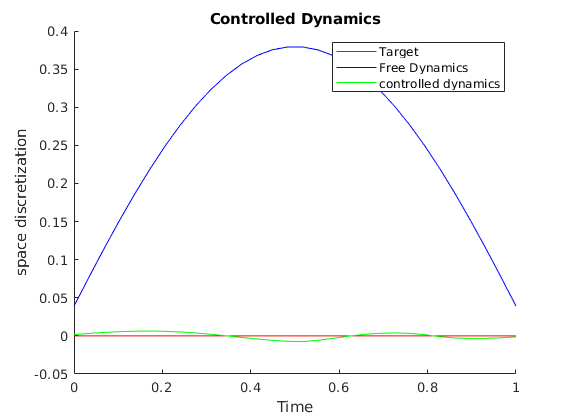 Controlled Dynamics
Target
Free Dynamics
controlled dynamics
space discretization
0.4
0.35
0.3
0.25
0.2
0.15
0.1
0.05
0
-0.05
0 0.2 0.4 0.6 0.8 1
Time